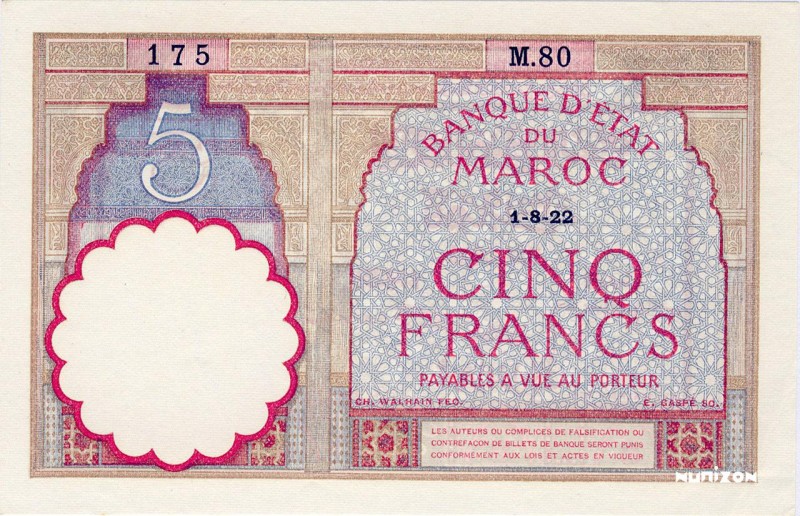 175
M.80
5
BANQUE D'ÉTAT
DU
MAROC
1-8-22
CINQ
FRANCS
PAYABLES A VUE AU PORTEUR
CH. WALHAIN FEC.
E. GASPÉ SC.
LES AUTEURS OU COMPLICES DE FALSIFICATION OU
CONTREFAÇON DE BILLETS DE BANQUE SERONT PUNIS
CONFORMÉMENT AUX LOIS ET ACTES EN VIGUEUR
NUMIZON